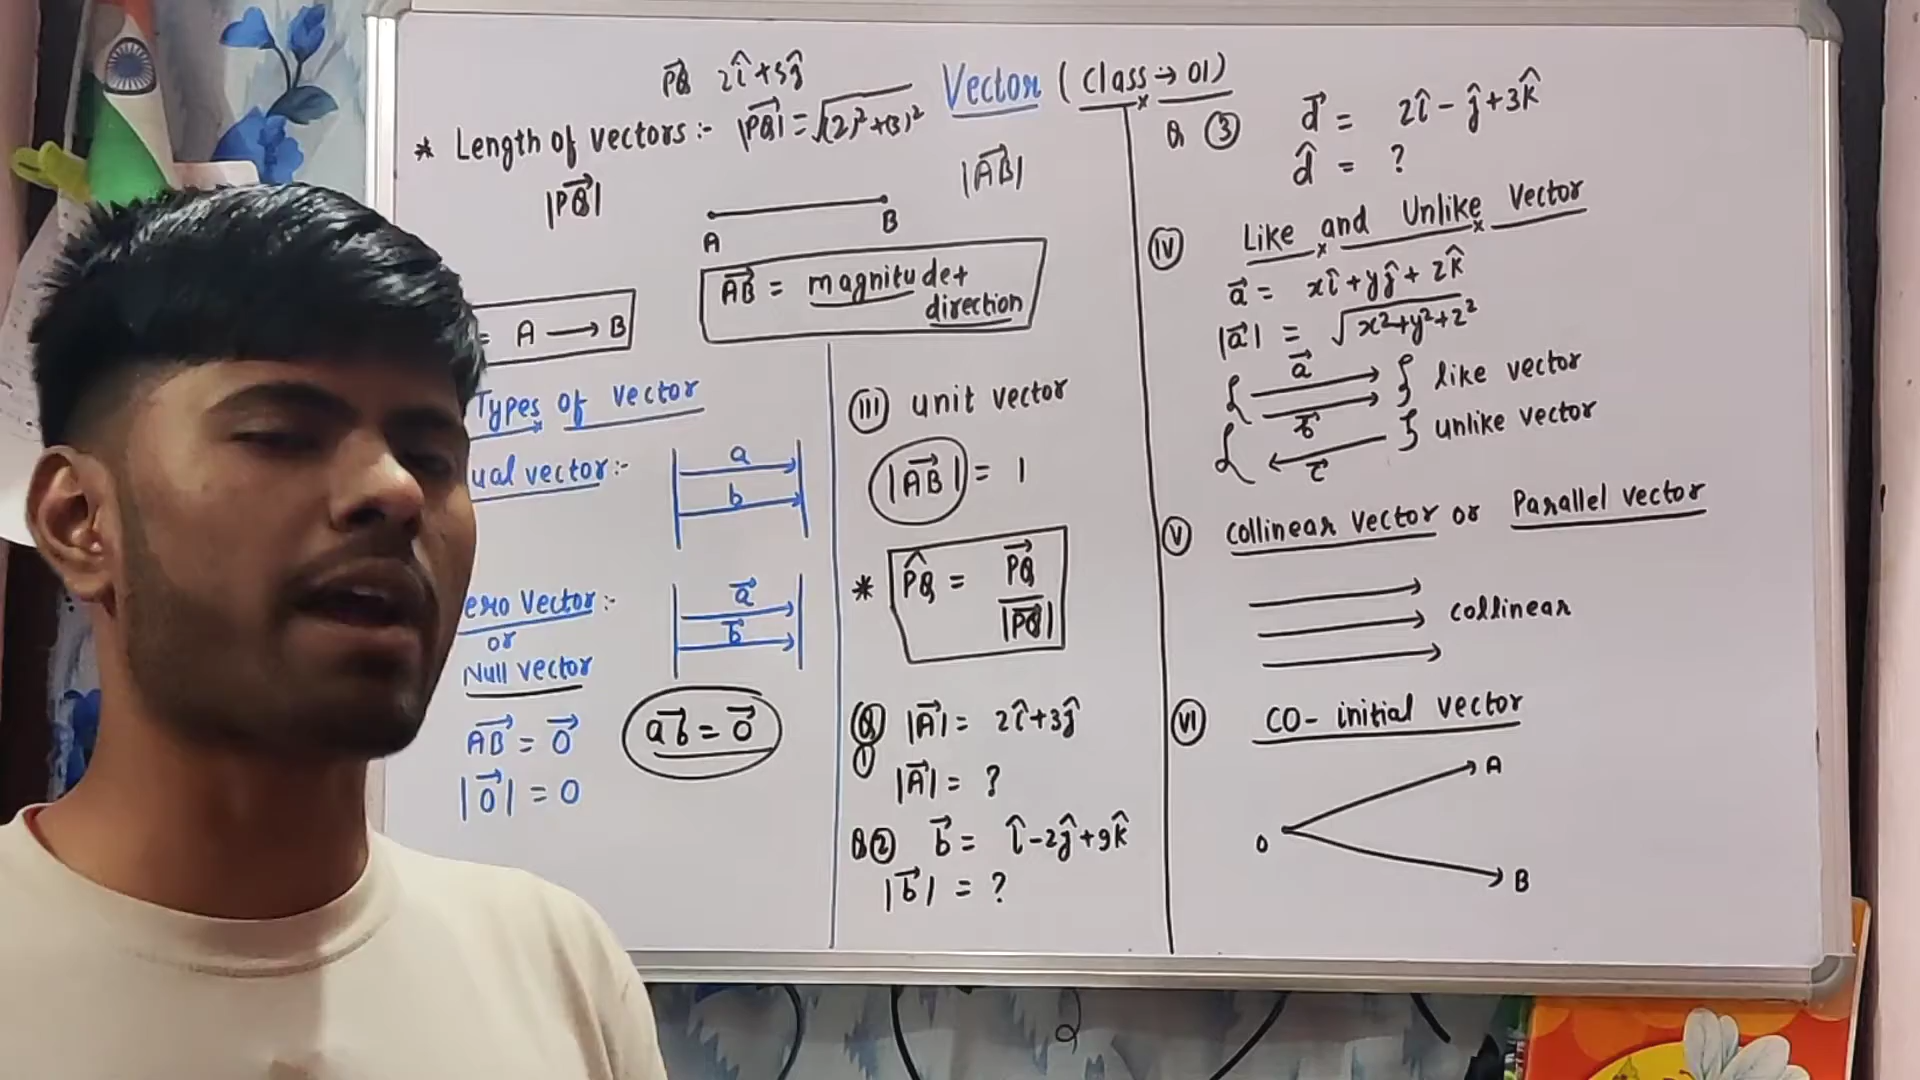 Vector (Class → 01)
PQ 2î+3ĵ
* Length of vectors:- |PQ⃗| = √(2)²+(3)²
|PQ⃗|
|AB⃗|
A B
AB⃗ = magnitude+
direction
= A ⟶ B
Types of vector
ual vector:-
a
b
ero vector:-
or
Null vector
a⃗
b⃗
AB⃗ = 0⃗
|0⃗| = 0
ab⃗ = 0⃗
(iii) unit vector
|AB⃗| = 1
* PQ̂ = PQ⃗
|PQ⃗|
Q 1 |A⃗| = 2î+3ĵ
|A⃗| = ?
Q 2 b⃗ = î-2ĵ+9k̂
|b⃗| = ?
Q 3 d⃗ = 2î-ĵ+3k̂
d̂ = ?
(iv) Like and Unlike Vector
a⃗ = xî+yĵ+zk̂
|a⃗| = √x²+y²+z²
a⃗
b⃗
like vector
c⃗
unlike vector
(v) collinear vector or Parallel vector
collinear
(vi) CO-initial vector
A
O
B